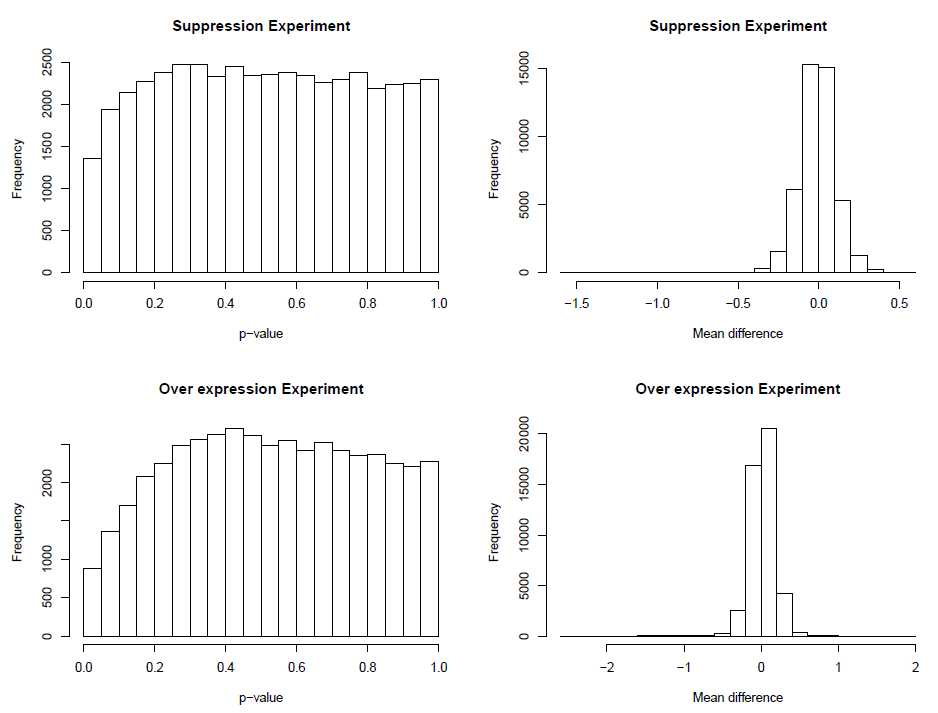 Suppression Experiment
Frequency
0 500 1000 1500 2000 2500
0.0 0.2 0.4 0.6 0.8 1.0
p−value
Suppression Experiment
Frequency
0 5000 10000 15000
−1.5 −1.0 −0.5 0.0 0.5
Mean difference
Over expression Experiment
Frequency
0 500 1000 2000
0.0 0.2 0.4 0.6 0.8 1.0
p−value
Over expression Experiment
Frequency
0 5000 10000 15000 20000
−2 −1 0 1 2
Mean difference